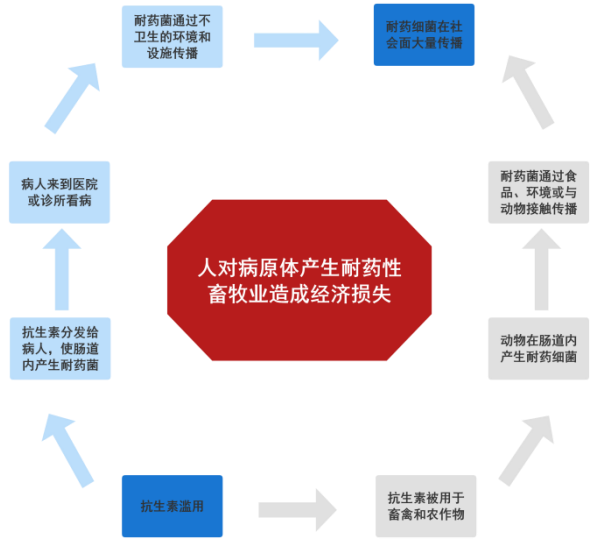 耐药菌通过不
卫生的环境和
设施传播
耐药细菌在社
会面大量传播
病人来到医院
或诊所看病
耐药菌通过食
品、环境或与
动物接触传播
人对病原体产生耐药性
畜牧业造成经济损失
抗生素分发给
病人，使肠道
内产生耐药菌
动物在肠道内
产生耐药细菌
抗生素滥用
抗生素被用于
畜禽和农作物